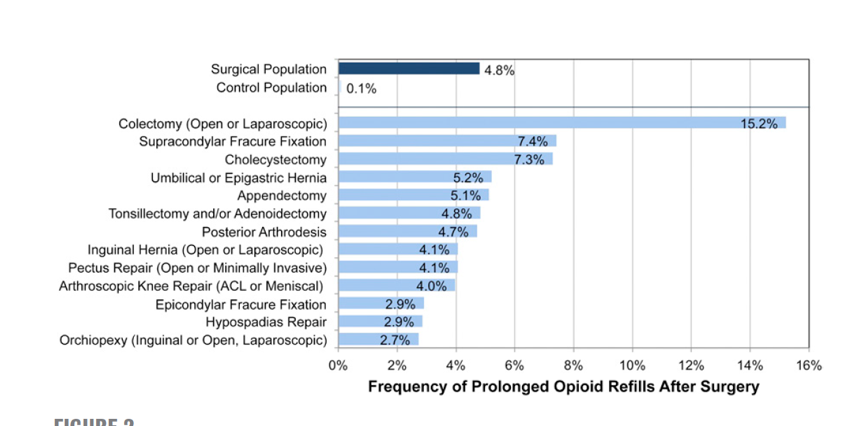 Surgical Population 4.8%
Control Population 0.1%
Colectomy (Open or Laparoscopic) 15.2%
Supracondylar Fracure Fixation 7.4%
Cholecystectomy 7.3%
Umbilical or Epigastric Hernia 5.2%
Appendectomy 5.1%
Tonsillectomy and/or Adenoidectomy 4.8%
Posterior Arthrodesis 4.7%
Inguinal Hernia (Open or Laparoscopic) 4.1%
Pectus Repair (Open or Minimally Invasive) 4.1%
Arthroscopic Knee Repair (ACL or Meniscal) 4.0%
Epicondylar Fracure Fixation 2.9%
Hypospadias Repair 2.9%
Orchiopexy (Inguinal or Open, Laparoscopic) 2.7%
0% 2% 4% 6% 8% 10% 12% 14% 16%
Frequency of Prolonged Opioid Refills After Surgery